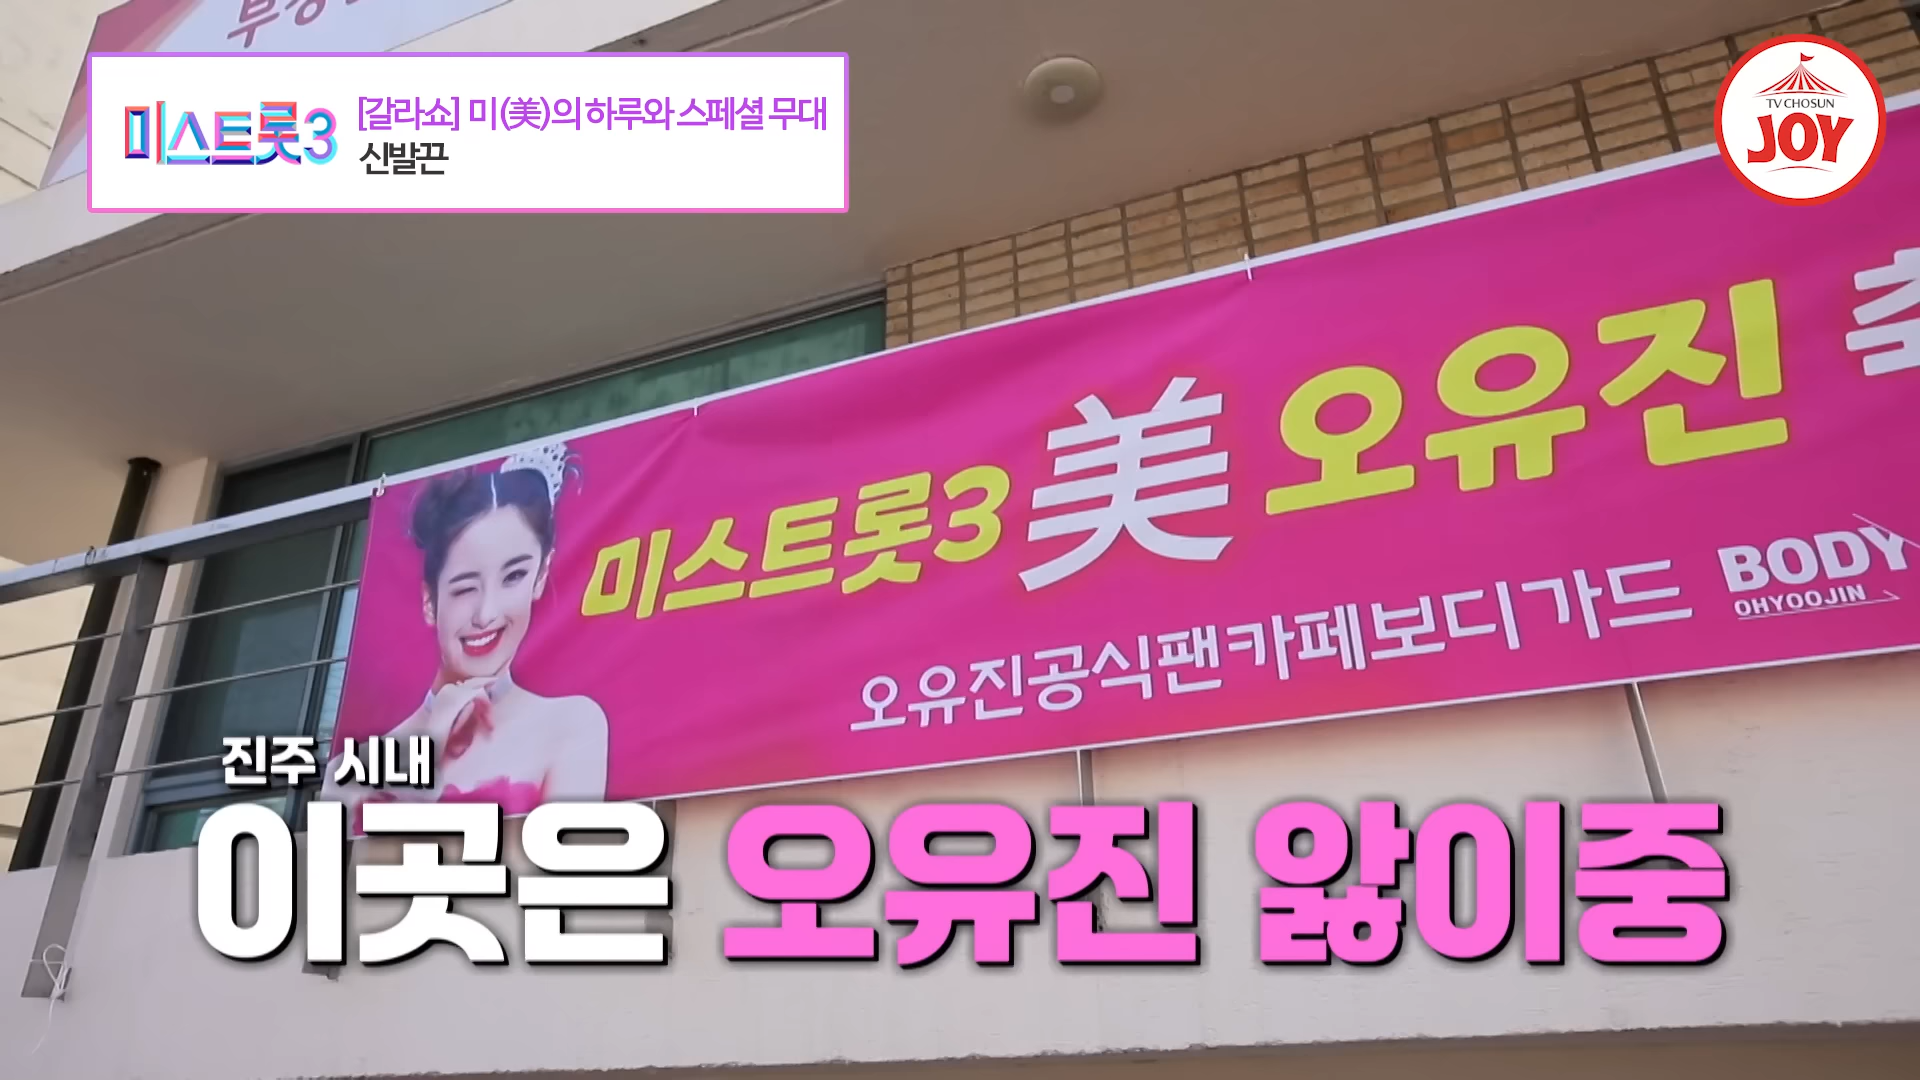 미스트롯3
[갈라쇼] 미(美)의 하루와 스페셜 무대
신발끈
TV CHOSUN
JOY
미스트롯3 美 오유진
오유진공식팬카페보디가드
BODY
OHYOOJIN
진주 시내
이곳은 오유진 앓이중